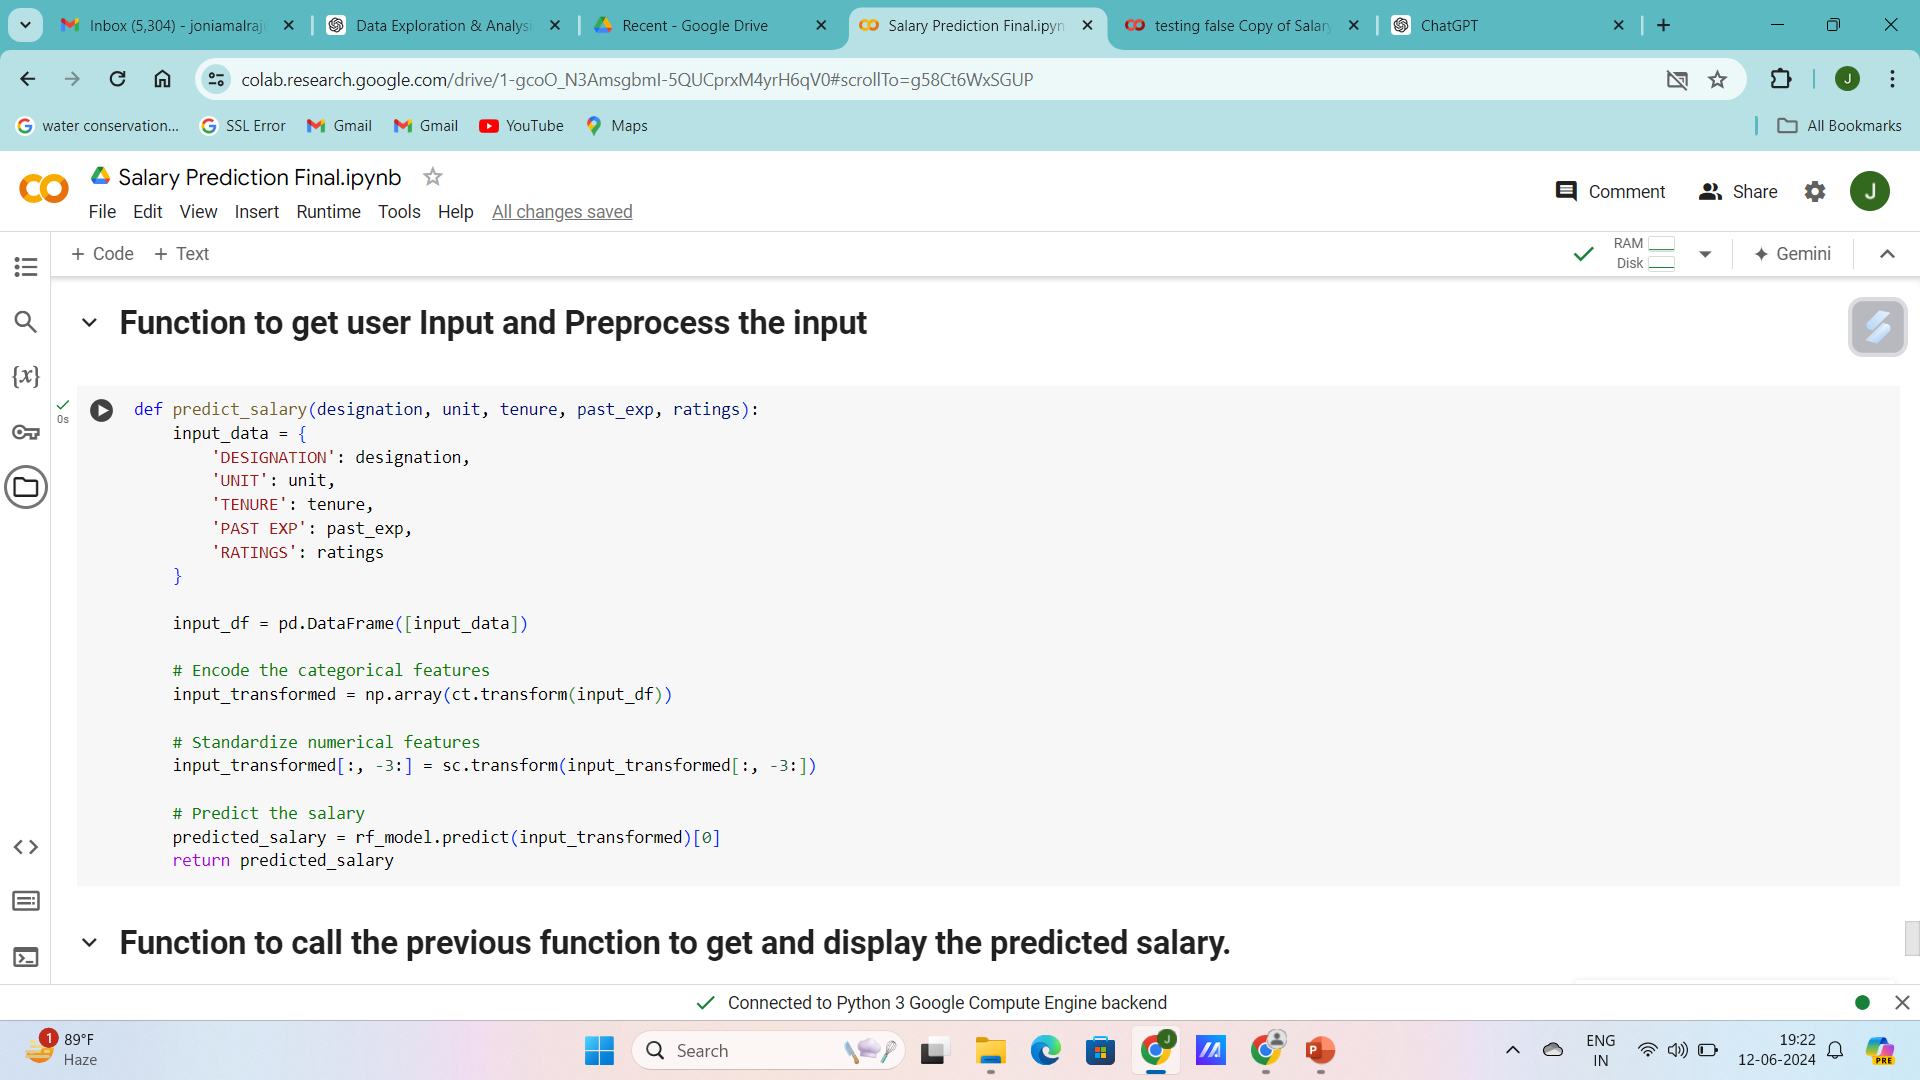 Inbox (5,304) - joniamalraj
Data Exploration & Analysi
Recent - Google Drive
Salary Prediction Final.ipyn
testing false Copy of Salary
ChatGPT
colab.research.google.com/drive/1-gcoO_N3AmsgbmI-5QUCprxM4yrH6qV0#scrollTo=g58Ct6WxSGUP
J
water conservation...
SSL Error
Gmail
Gmail
YouTube
Maps
All Bookmarks
Salary Prediction Final.ipynb
File Edit View Insert Runtime Tools Help All changes saved
Comment
Share
J
+ Code + Text
RAM
Disk
Gemini
Function to get user Input and Preprocess the input
{x}
0s
def predict_salary(designation, unit, tenure, past_exp, ratings):
input_data = {
'DESIGNATION': designation,
'UNIT': unit,
'TENURE': tenure,
'PAST EXP': past_exp,
'RATINGS': ratings
}
input_df = pd.DataFrame([input_data])
# Encode the categorical features
input_transformed = np.array(ct.transform(input_df))
# Standardize numerical features
input_transformed[:, -3:] = sc.transform(input_transformed[:, -3:])
# Predict the salary
predicted_salary = rf_model.predict(input_transformed)[0]
return predicted_salary
Function to call the previous function to get and display the predicted salary.
Connected to Python 3 Google Compute Engine backend
1
89°F
Haze
Search
J
P
ENG
IN
19:22
12-06-2024
PRE